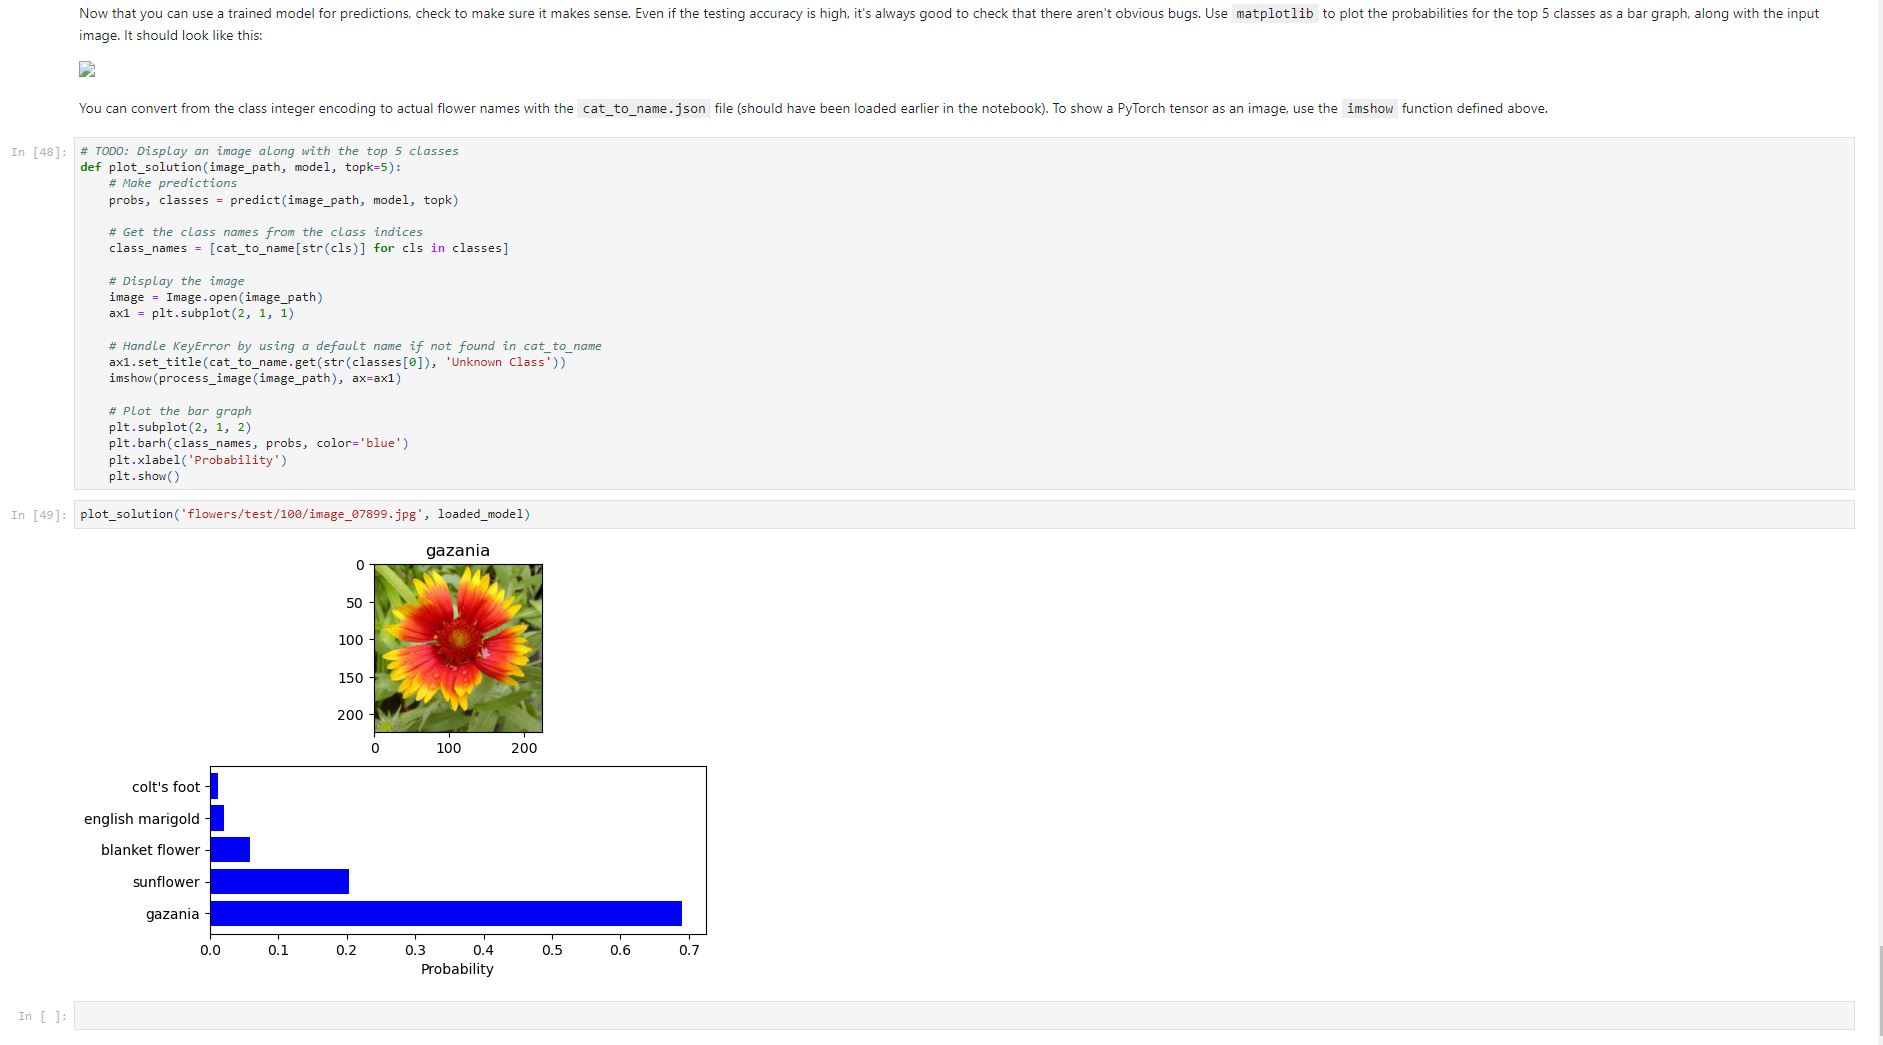 Now that you can use a trained model for predictions, check to make sure it makes sense. Even if the testing accuracy is high, it's always good to check that there aren't obvious bugs. Use matplotlib to plot the probabilities for the top 5 classes as a bar graph, along with the input
image. It should look like this:
You can convert from the class integer encoding to actual flower names with the cat_to_name.json file (should have been loaded earlier in the notebook). To show a PyTorch tensor as an image, use the imshow function defined above.
In [48]:
# TODO: Display an image along with the top 5 classes
def plot_solution(image_path, model, topk=5):
    # Make predictions
    probs, classes = predict(image_path, model, topk)
    # Get the class names from the class indices
    class_names = [cat_to_name[str(cls)] for cls in classes]
    # Display the image
    image = Image.open(image_path)
    ax1 = plt.subplot(2, 1, 1)
    # Handle KeyError by using a default name if not found in cat_to_name
    ax1.set_title(cat_to_name.get(str(classes[0]), 'Unknown Class'))
    imshow(process_image(image_path), ax=ax1)
    # Plot the bar graph
    plt.subplot(2, 1, 2)
    plt.barh(class_names, probs, color='blue')
    plt.xlabel('Probability')
    plt.show()
In [49]:
plot_solution('flowers/test/100/image_07899.jpg', loaded_model)
gazania
0
50
100
150
200
0 100 200
colt's foot
english marigold
blanket flower
sunflower
gazania
0.0 0.1 0.2 0.3 0.4 0.5 0.6 0.7
Probability
In [ ]: